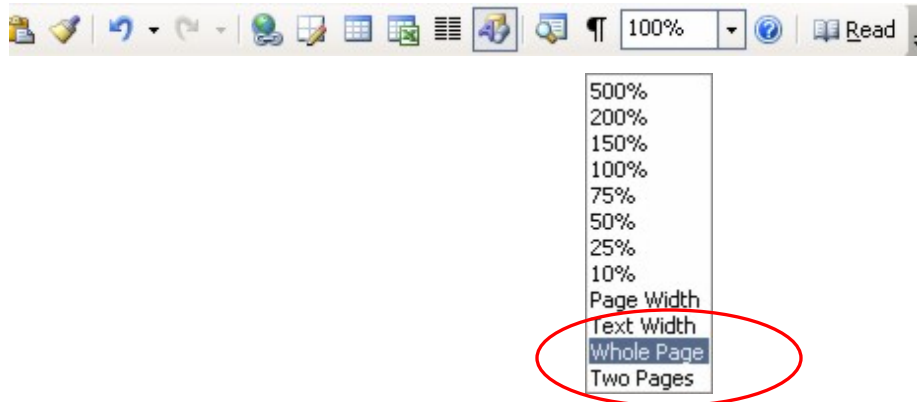 100% Read
500%
200%
150%
100%
75%
50%
25%
10%
Page Width
Text Width
Whole Page
Two Pages